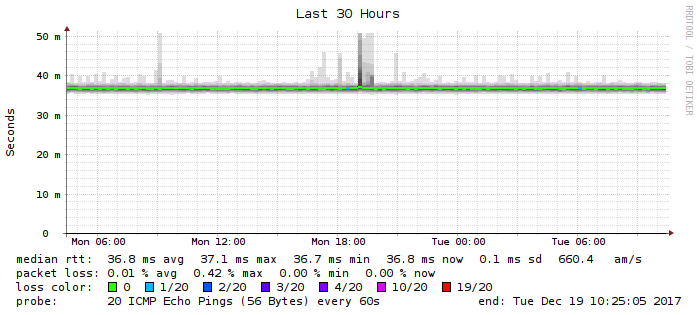 Last 30 Hours
RRDTOOL / TOBI OETIKER
Seconds
50 m
40 m
30 m
20 m
10 m
0
Mon 06:00 Mon 12:00 Mon 18:00 Tue 00:00 Tue 06:00
median rtt: 36.8 ms avg 37.1 ms max 36.7 ms min 36.8 ms now 0.1 ms sd 660.4 am/s
packet loss: 0.01 % avg 0.42 % max 0.00 % min 0.00 % now
loss color: 0 1/20 2/20 3/20 4/20 10/20 19/20
probe: 20 ICMP Echo Pings (56 Bytes) every 60s end: Tue Dec 19 10:25:05 2017